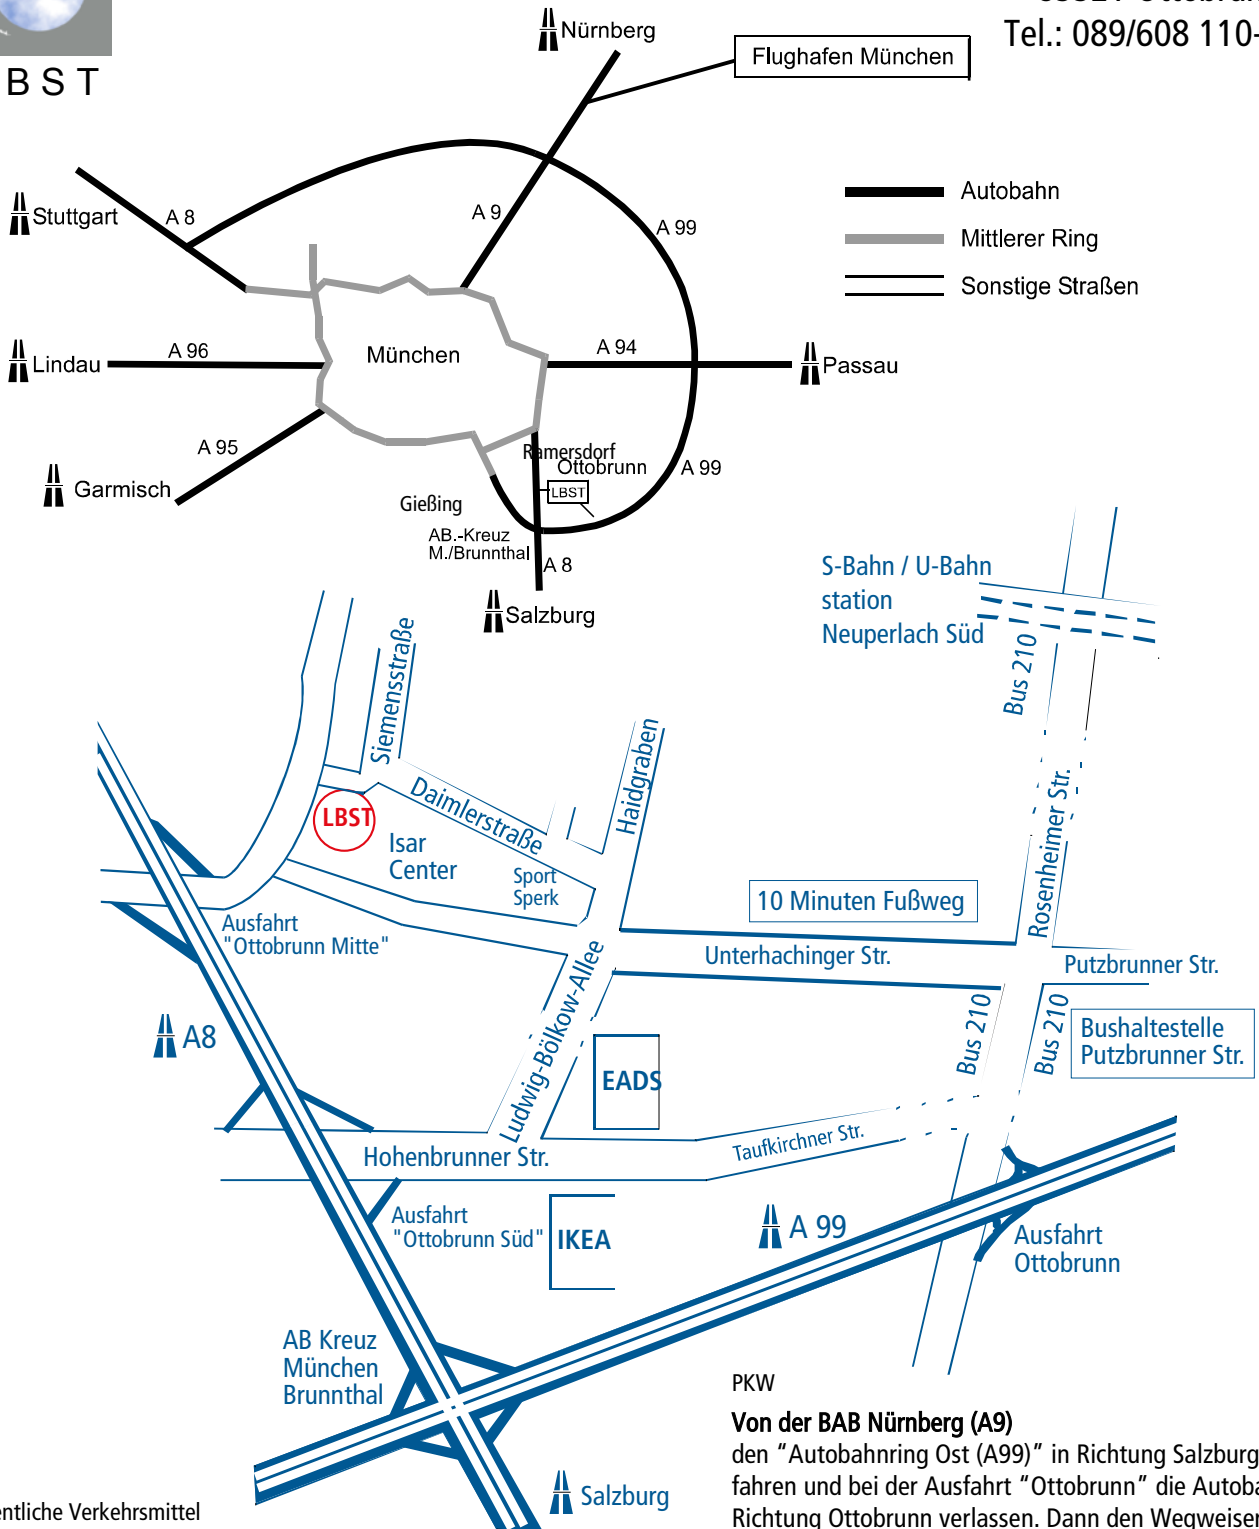 Tel.: 089/608 110-
B S T
Nürnberg
Flughafen München
Autobahn
Mittlerer Ring
Sonstige Straßen
Stuttgart
A 8
A 9
A 99
Lindau
A 96
München
A 94
Passau
A 95
Garmisch
Ramersdorf
Ottobrunn
LBST
A 99
Gießing
AB.-Kreuz
M./Brunnthal
A 8
Salzburg
S-Bahn / U-Bahn
station
Neuperlach Süd
Bus 210
Siemensstraße
Haidgraben
Daimlerstraße
LBST
Isar
Center
Sport
Sperk
Rosenheimer Str.
10 Minuten Fußweg
Ausfahrt
"Ottobrunn Mitte"
Unterhachinger Str.
Putzbrunner Str.
Ludwig-Bölkow-Allee
A8
Bus 210
Bus 210
Bushaltestelle
Putzbrunner Str.
EADS
Hohenbrunner Str.
Taufkirchner Str.
Ausfahrt
"Ottobrunn Süd"
IKEA
A 99
Ausfahrt
Ottobrunn
AB Kreuz
München
Brunnthal
Salzburg
PKW
Von der BAB Nürnberg (A9)
den “Autobahnring Ost (A99)” in Richtung Salzburg
fahren und bei der Ausfahrt “Ottobrunn” die Autoba
Richtung Ottobrunn verlassen. Dann den Wegweiser
entliche Verkehrsmittel